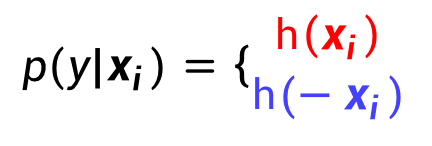 p(y|xᵢ) = {
h(xᵢ)
h(− xᵢ)